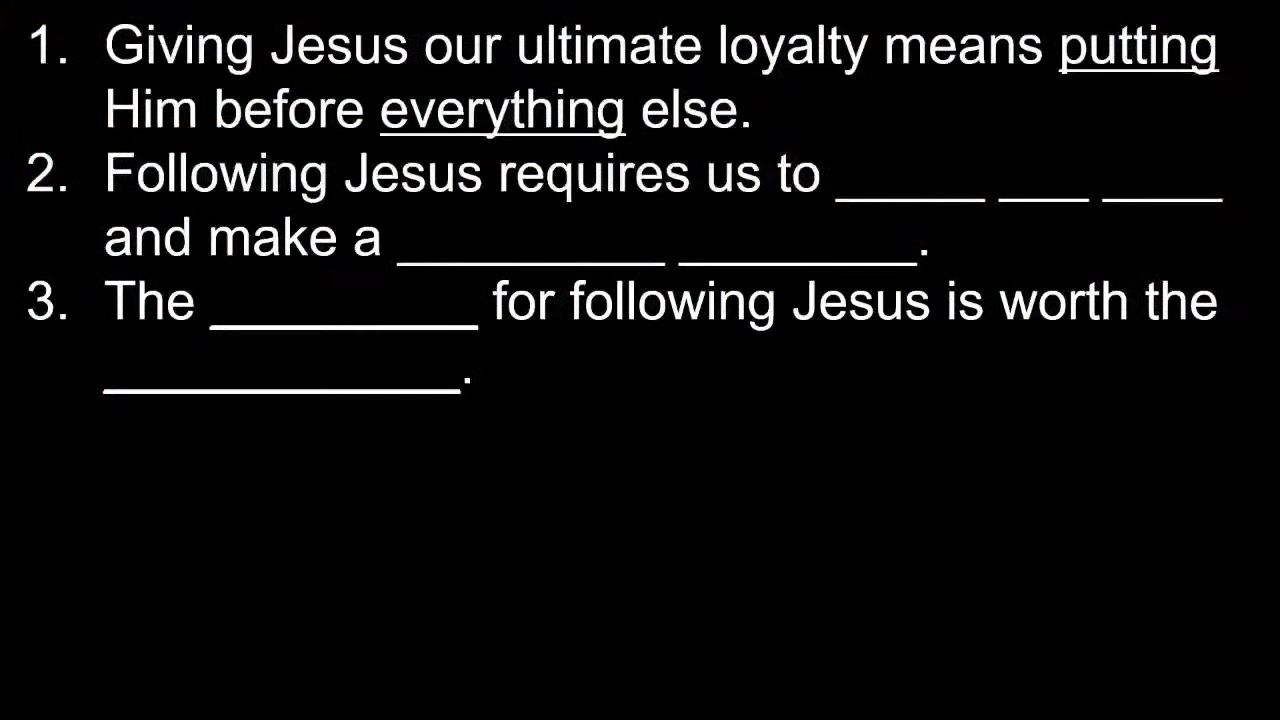 1. Giving Jesus our ultimate loyalty means putting
Him before everything else.
2. Following Jesus requires us to _____ ___ ____
and make a _________ ________.
3. The _________ for following Jesus is worth the
____________.